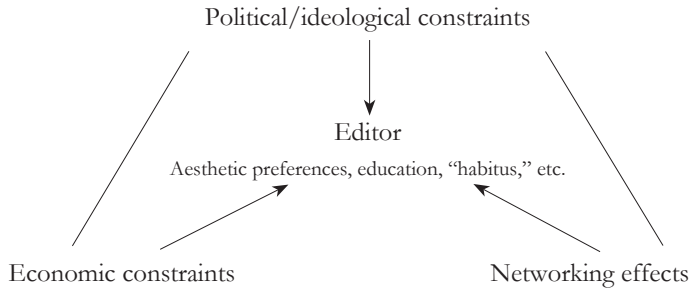 Political/ideological constraints
Editor
Aesthetic preferences, education, “habitus,” etc.
Economic constraints
Networking effects